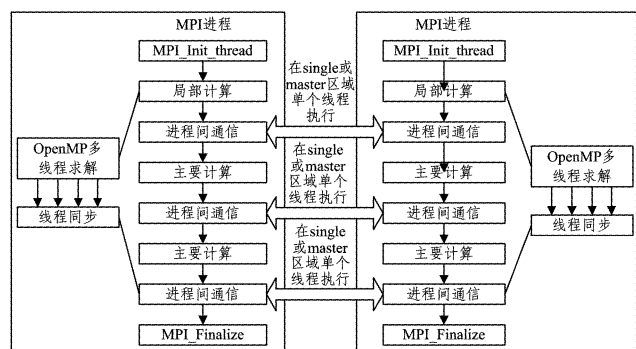 MPI进程
MPI_Init_thread
局部计算
进程间通信
主要计算
进程间通信
主要计算
进程间通信
MPI_Finalize
OpenMP多
线程求解
线程同步
在single或
master区域
单个线程
执行
在single
或master
区域单个
线程执行
在single
或master
区域单个
线程执行
MPI进程
MPI_Init_thread
局部计算
进程间通信
主要计算
进程间通信
主要计算
进程间通信
MPI_Finalize
OpenMP多
线程求解
线程同步